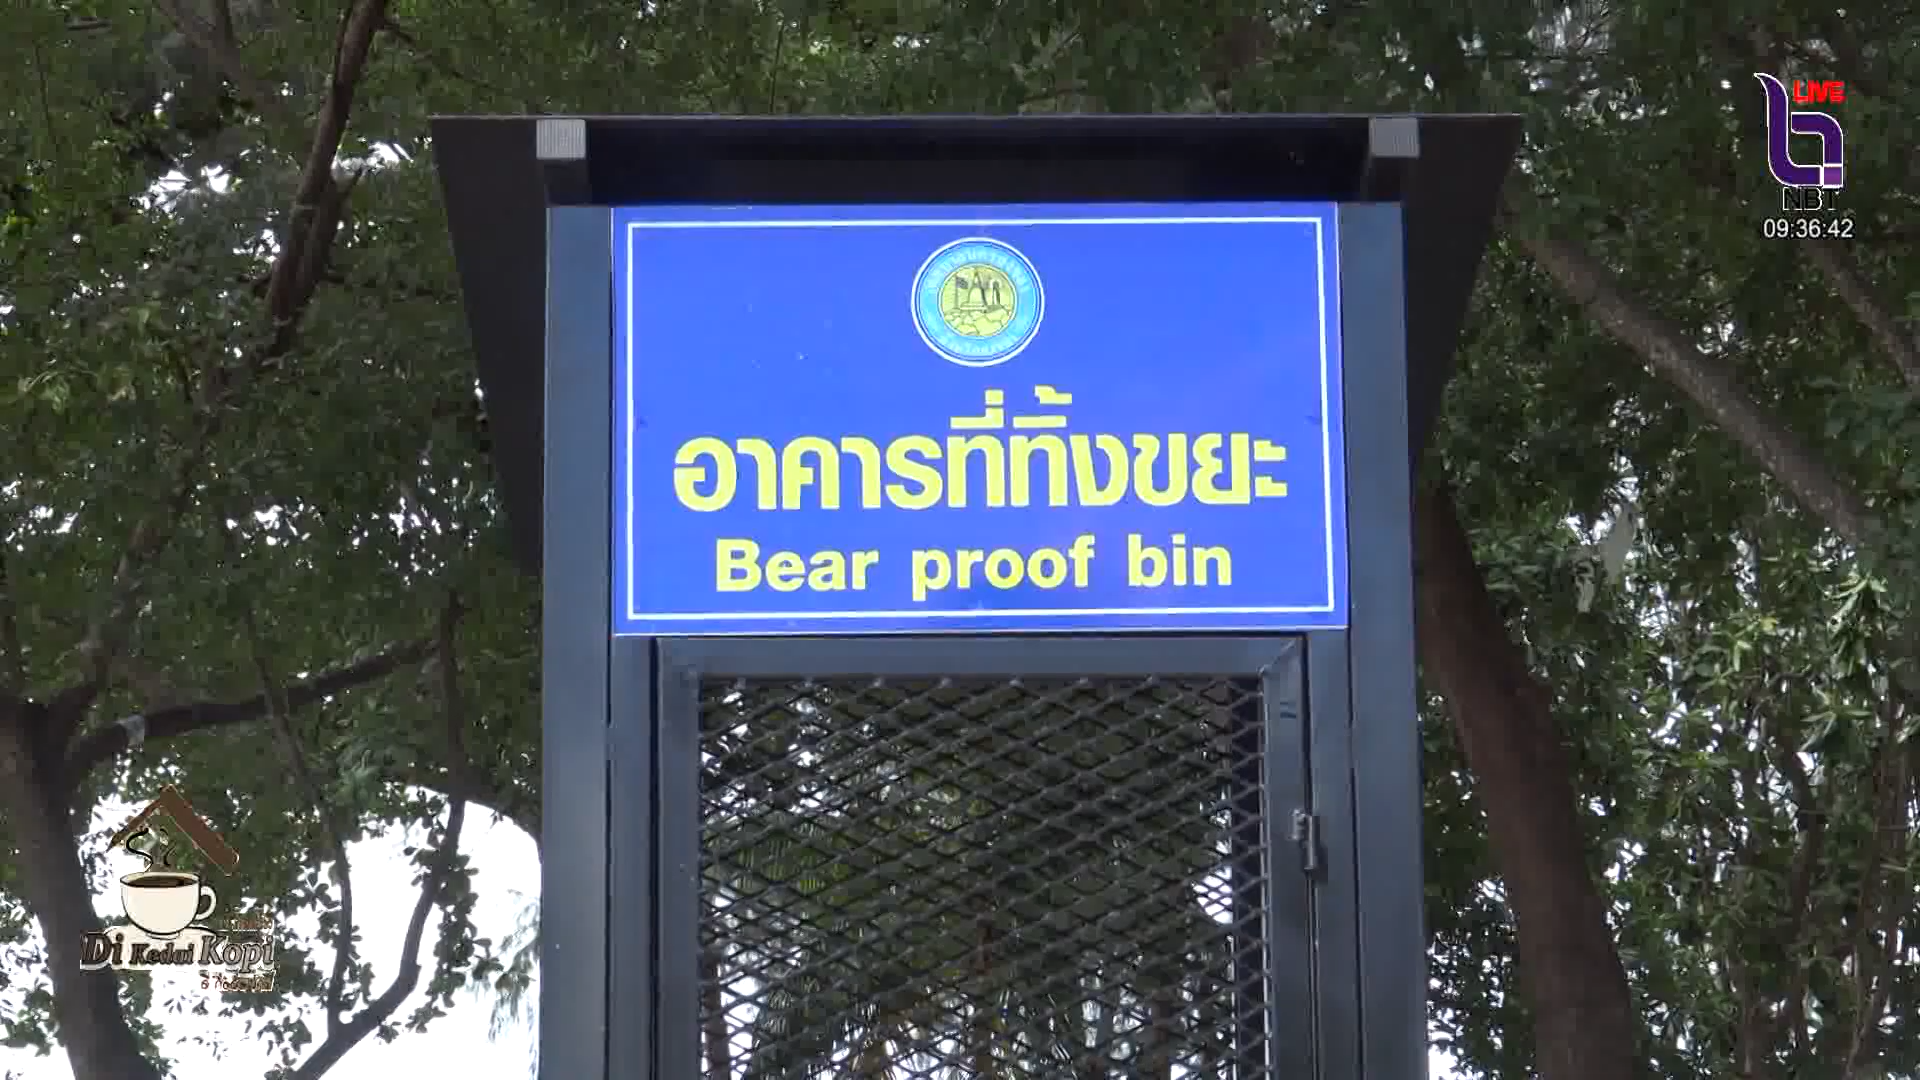 LIVE
NBT
09:36:42
อาคารที่ทิ้งขยะ
Bear proof bin
Di Kedai Kopi